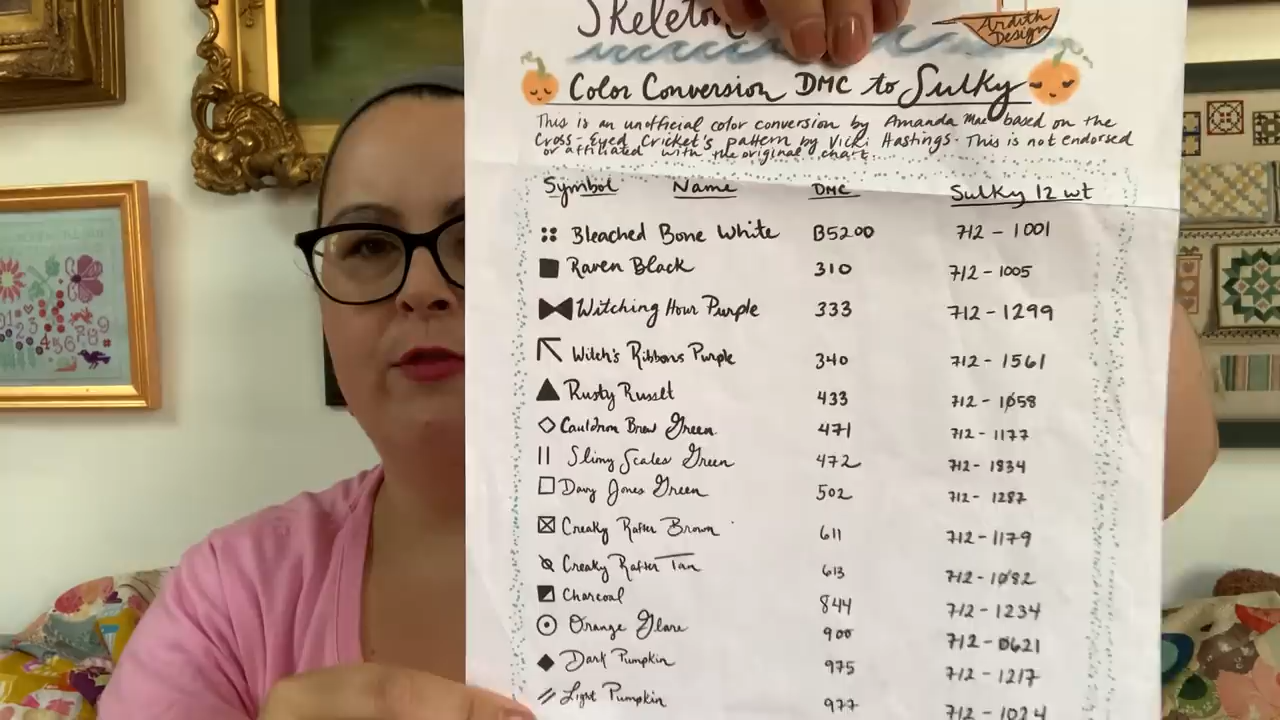 Skeleton
Ardith
Design
Color Conversion DMC to Sulky
This is an unofficial color conversion by Amanda Mae based on the
Cross-Eyed Cricket's pattern by Vicki Hastings. This is not endorsed
or affiliated with the original chart.
Symbol Name DMC Sulky 12 wt
Bleached Bone White B5200 712-1001
Raven Black 310 712-1005
Witching Hour Purple 333 712-1299
Witch's Ribbons Purple 340 712-1561
Rusty Russet 433 712-1058
Cauldron Brew Green 471 712-1177
Slimy Scales Green 472 712-1834
Davy Jones Green 502 712-1287
Creaky Rafter Brown 611 712-1179
Creaky Rafter Tan 613 712-1082
Charcoal 844 712-1234
Orange Glare 900 712-0621
Dark Pumpkin 975 712-1217
Light Pumpkin 977 712-1024